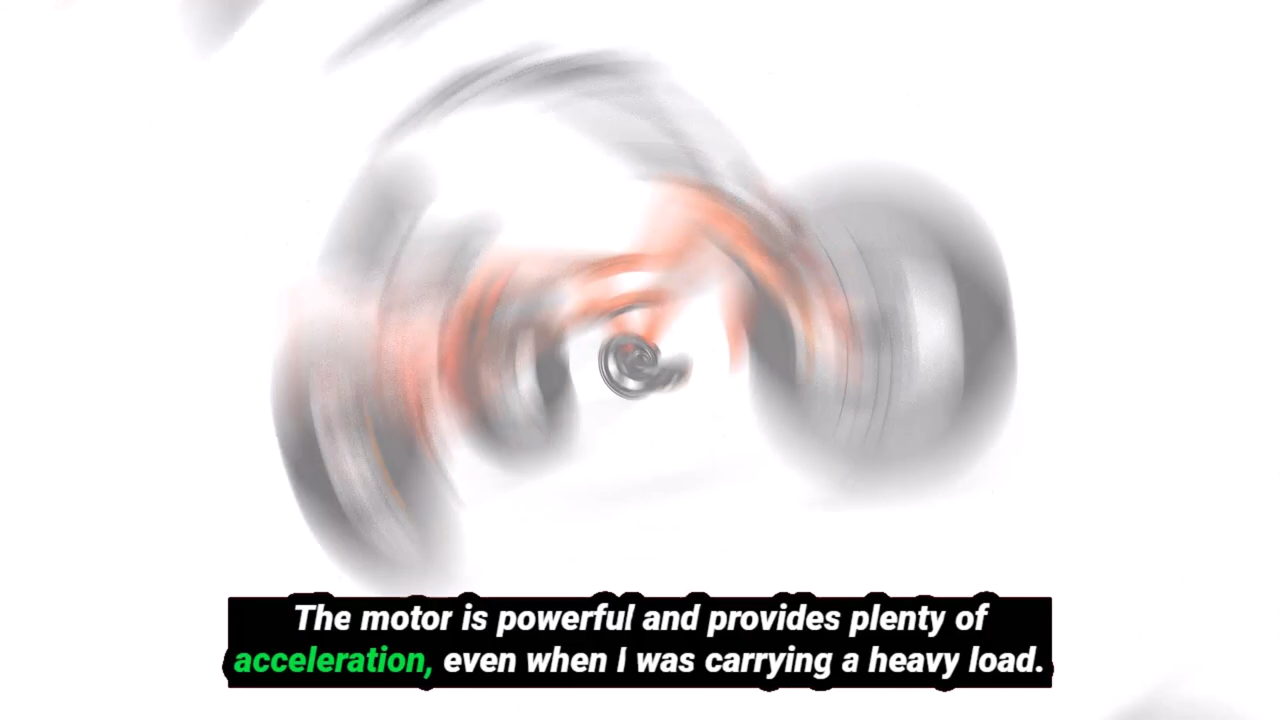 The motor is powerful and provides plenty of
acceleration, even when I was carrying a heavy load.